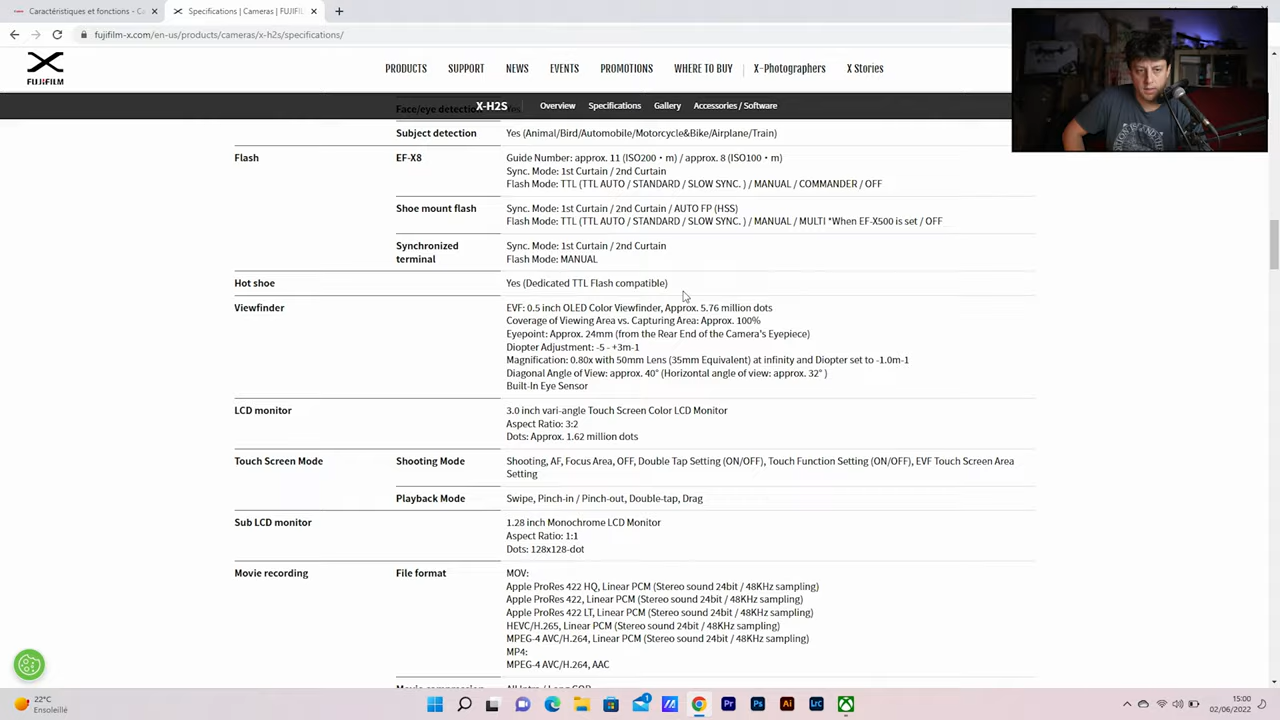 Caractéristiques et fonctions - Ca
Specifications | Cameras | FUJIFIL
fujifilm-x.com/en-us/products/cameras/x-h2s/specifications/
FUJIFILM
PRODUCTS
SUPPORT
NEWS
EVENTS
PROMOTIONS
WHERE TO BUY
X-Photographers
X Stories
X-H2S
Overview
Specifications
Gallery
Accessories / Software
Face/eye detection
Subject detection
Yes (Animal/Bird/Automobile/Motorcycle&Bike/Airplane/Train)
Flash
EF-X8
Guide Number: approx. 11 (ISO200・m) / approx. 8 (ISO100・m)
Sync. Mode: 1st Curtain / 2nd Curtain
Flash Mode: TTL (TTL AUTO / STANDARD / SLOW SYNC. ) / MANUAL / COMMANDER / OFF
Shoe mount flash
Sync. Mode: 1st Curtain / 2nd Curtain / AUTO FP (HSS)
Flash Mode: TTL (TTL AUTO / STANDARD / SLOW SYNC. ) / MANUAL / MULTI *When EF-X500 is set / OFF
Synchronized
terminal
Sync. Mode: 1st Curtain / 2nd Curtain
Flash Mode: MANUAL
Hot shoe
Yes (Dedicated TTL Flash compatible)
Viewfinder
EVF: 0.5 inch OLED Color Viewfinder, Approx. 5.76 million dots
Coverage of Viewing Area vs. Capturing Area: Approx. 100%
Eyepoint: Approx. 24mm (from the Rear End of the Camera's Eyepiece)
Diopter Adjustment: -5 - +3m-1
Magnification: 0.80x with 50mm Lens (35mm Equivalent) at infinity and Diopter set to -1.0m-1
Diagonal Angle of View: approx. 40° (Horizontal angle of view: approx. 32° )
Built-In Eye Sensor
LCD monitor
3.0 inch vari-angle Touch Screen Color LCD Monitor
Aspect Ratio: 3:2
Dots: Approx. 1.62 million dots
Touch Screen Mode
Shooting Mode
Shooting, AF, Focus Area, OFF, Double Tap Setting (ON/OFF), Touch Function Setting (ON/OFF), EVF Touch Screen Area
Setting
Playback Mode
Swipe, Pinch-in / Pinch-out, Double-tap, Drag
Sub LCD monitor
1.28 inch Monochrome LCD Monitor
Aspect Ratio: 1:1
Dots: 128x128-dot
Movie recording
File format
MOV:
Apple ProRes 422 HQ, Linear PCM (Stereo sound 24bit / 48KHz sampling)
Apple ProRes 422, Linear PCM (Stereo sound 24bit / 48KHz sampling)
Apple ProRes 422 LT, Linear PCM (Stereo sound 24bit / 48KHz sampling)
HEVC/H.265, Linear PCM (Stereo sound 24bit / 48KHz sampling)
MPEG-4 AVC/H.264, Linear PCM (Stereo sound 24bit / 48KHz sampling)
MP4:
MPEG-4 AVC/H.264, AAC
Movie compression
All Intra / Long GOP
22°C
Ensoleillé
1
Pr
Ps
Ai
Lrc
15:00
02/06/2022